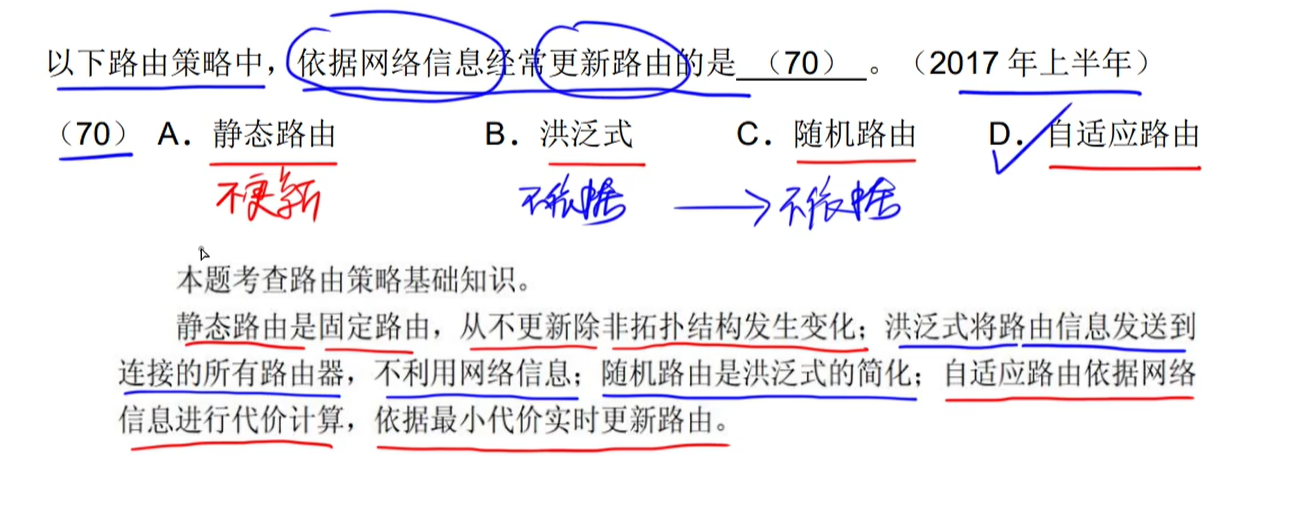 以下路由策略中，依据网络信息经常更新路由的是 （70） 。（2017 年上半年）
（70） A．静态路由 B．洪泛式 C．随机路由 D．自适应路由
不更新 不依据 不依据
本题考查路由策略基础知识。
静态路由是固定路由，从不更新除非拓扑结构发生变化；洪泛式将路由信息发送到
连接的所有路由器，不利用网络信息；随机路由是洪泛式的简化；自适应路由依据网络
信息进行代价计算，依据最小代价实时更新路由。